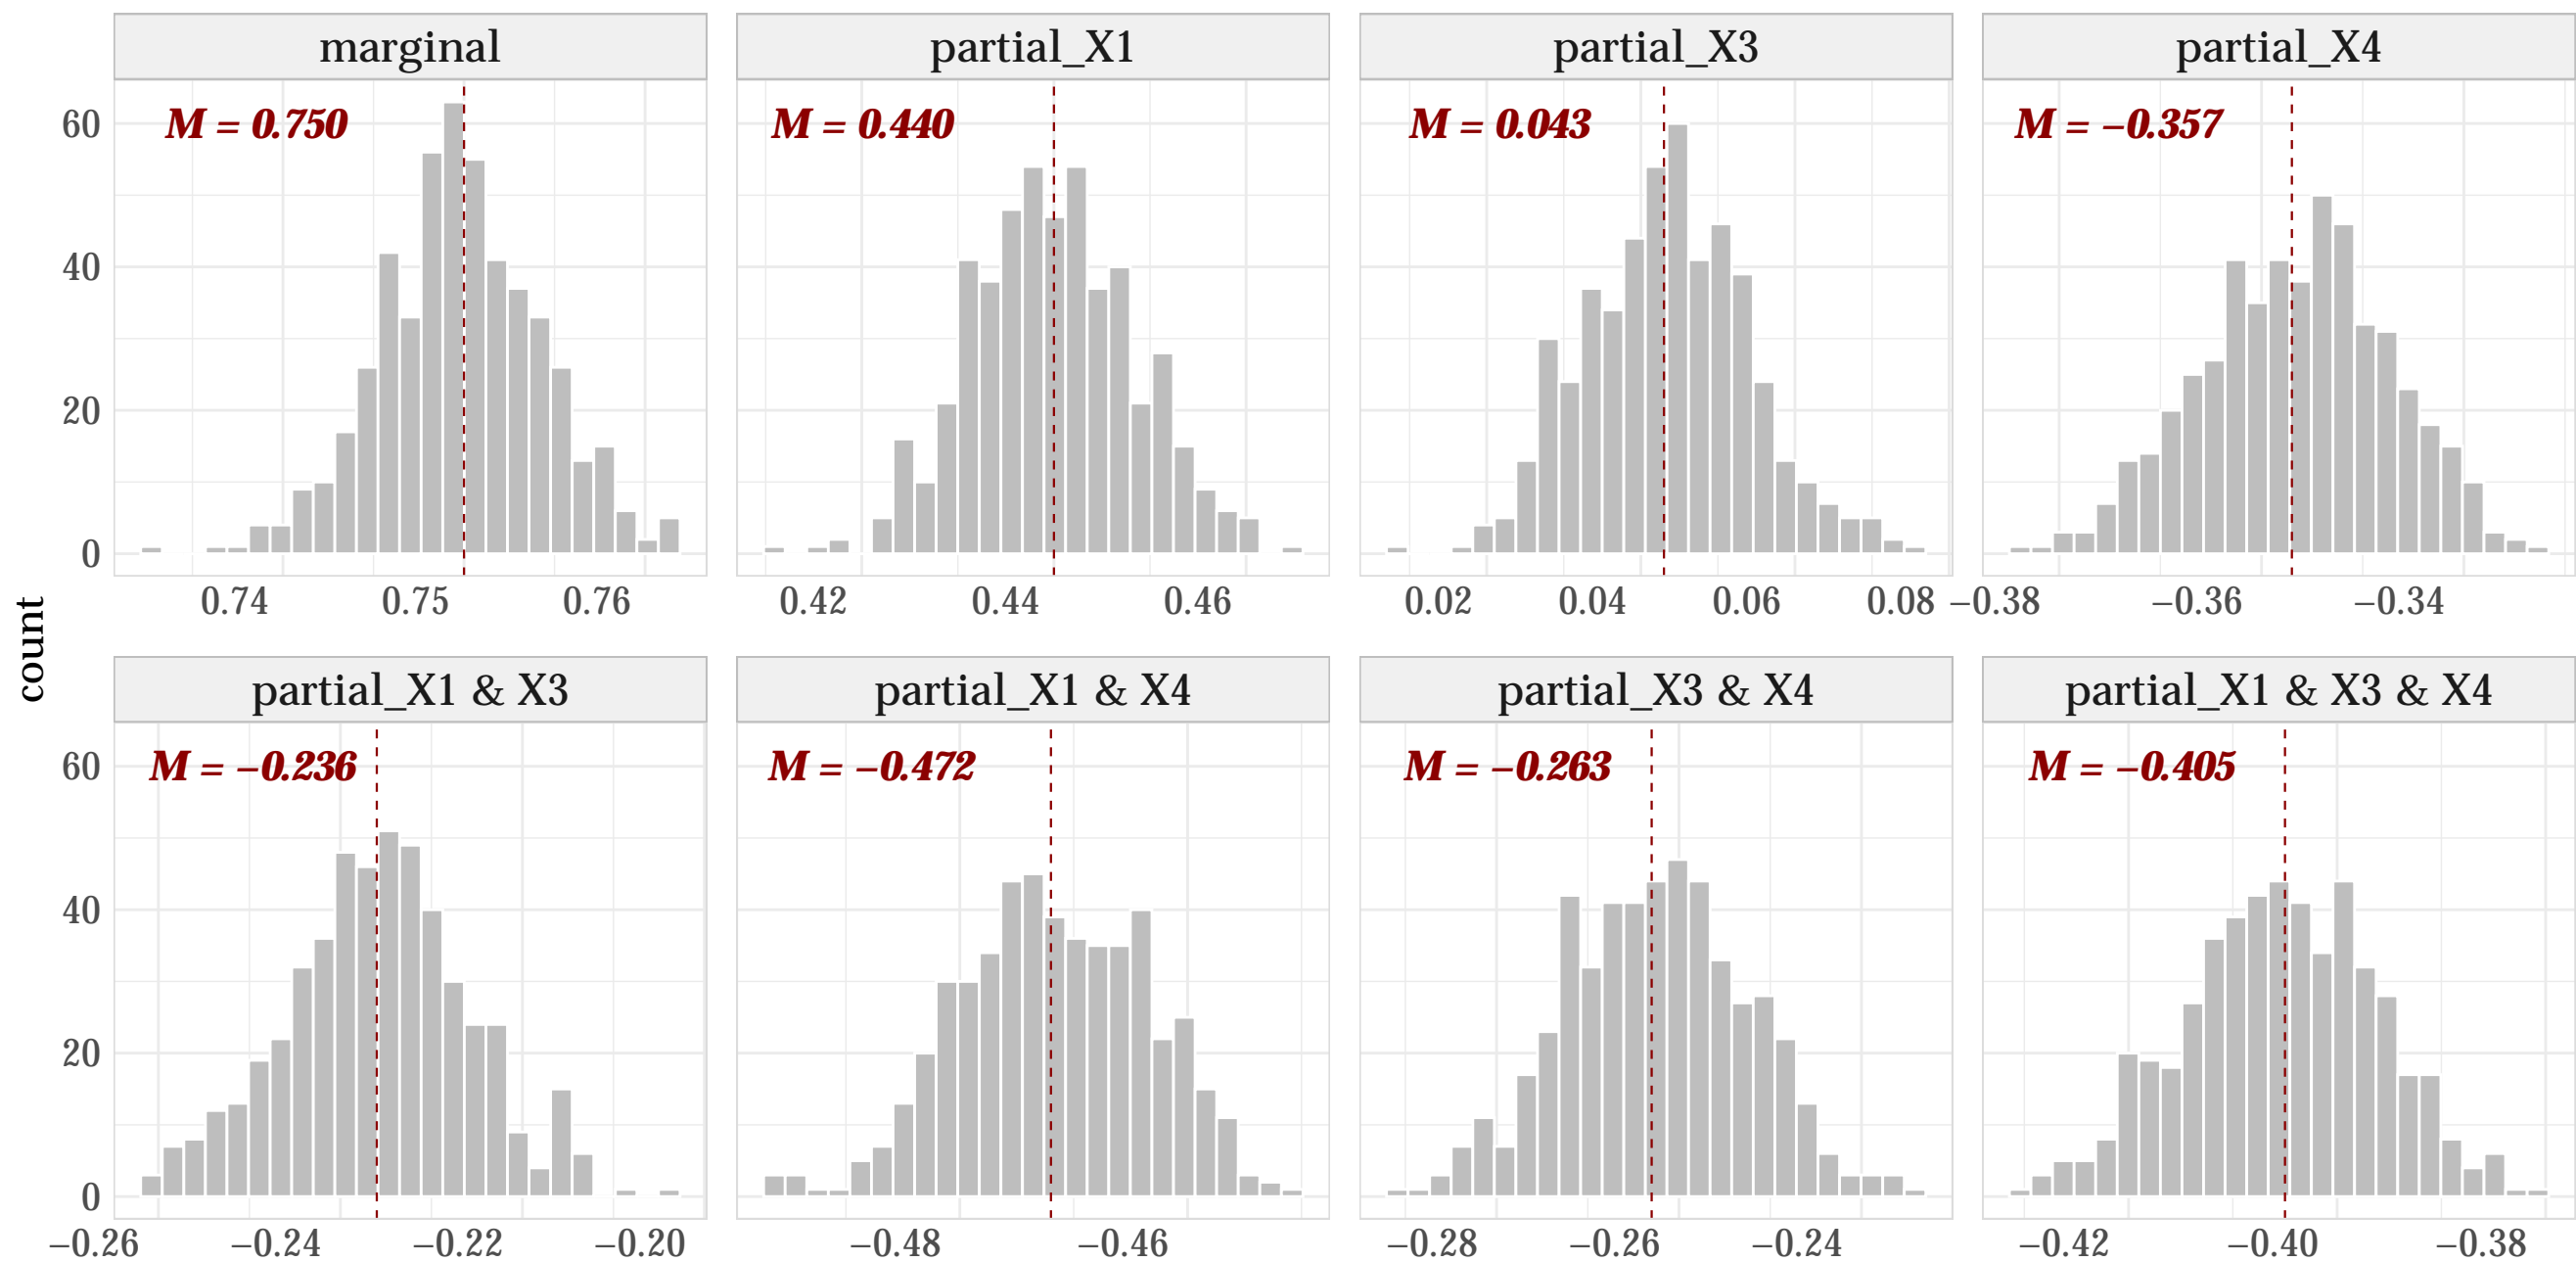 marginal partial_X1 partial_X3 partial_X4
M = 0.750 M = 0.440 M = 0.043 M = −0.357
60
40
20
0
0.74 0.75 0.76 0.42 0.44 0.46 0.02 0.04 0.06 0.08 −0.38 −0.36 −0.34
count
partial_X1 & X3 partial_X1 & X4 partial_X3 & X4 partial_X1 & X3 & X4
M = −0.236 M = −0.472 M = −0.263 M = −0.405
60
40
20
0
−0.26 −0.24 −0.22 −0.20 −0.48 −0.46 −0.28 −0.26 −0.24 −0.42 −0.40 −0.38